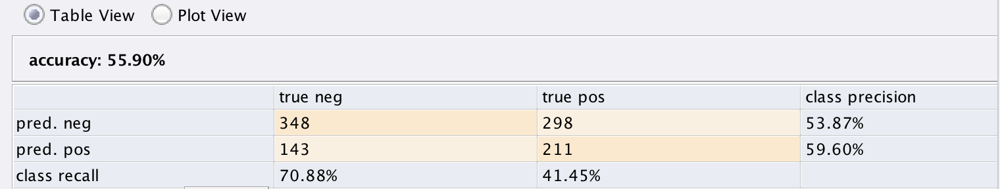 Table View Plot View
accuracy: 55.90%
true neg true pos class precision
pred. neg 348 298 53.87%
pred. pos 143 211 59.60%
class recall 70.88% 41.45%